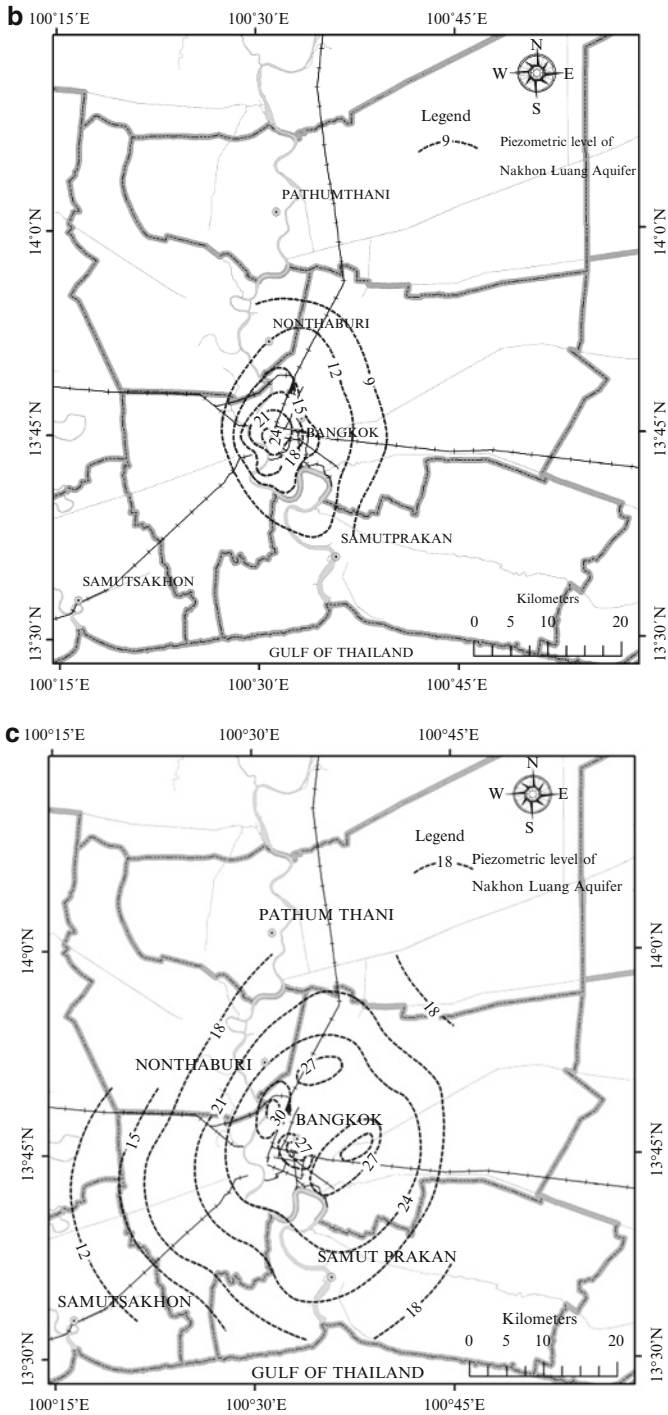 b
100˚15’E 100˚30’E 100˚45’E
N
W E
S
Legend
9 Piezometric level of
Nakhon Luang Aquifer
PATHUMTHANI
14˚0’N 14˚0’N
NONTHABURI
12 9
15
21
24 BANGKOK
18
13˚45’N 13˚45’N
SAMUTPRAKAN
SAMUTSAKHON
Kilometers
0 5 10 20
13˚30’N 13˚30’N
GULF OF THAILAND
100˚15’E 100˚30’E 100˚45’E
c
100˚15’E 100˚30’E 100˚45’E
N
W E
S
Legend
18 Piezometric level of
Nakhon Luang Aquifer
PATHUM THANI
14˚0’N 14˚0’N
18 18
NONTHABURI 27
21
30 BANGKOK
15 27 27
13˚45’N 13˚45’N
24
12 SAMUT PRAKAN
SAMUTSAKHON 18
Kilometers
0 5 10 20
13˚30’N 13˚30’N
GULF OF THAILAND
100˚15’E 100˚30’E 100˚45’E